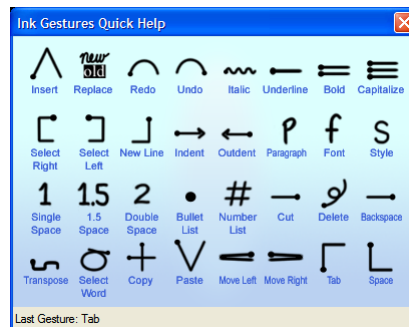 Ink Gestures Quick Help
new
old
Insert Replace Redo Undo Italic Underline Bold Capitalize
P f S
Select Right Select Left New Line Indent Outdent Paragraph Font Style
1 1.5 2 • #
Single Space 1.5 Space Double Space Bullet List Number List Cut Delete Backspace
Transpose Select Word Copy Paste Move Left Move Right Tab Space
Last Gesture: Tab